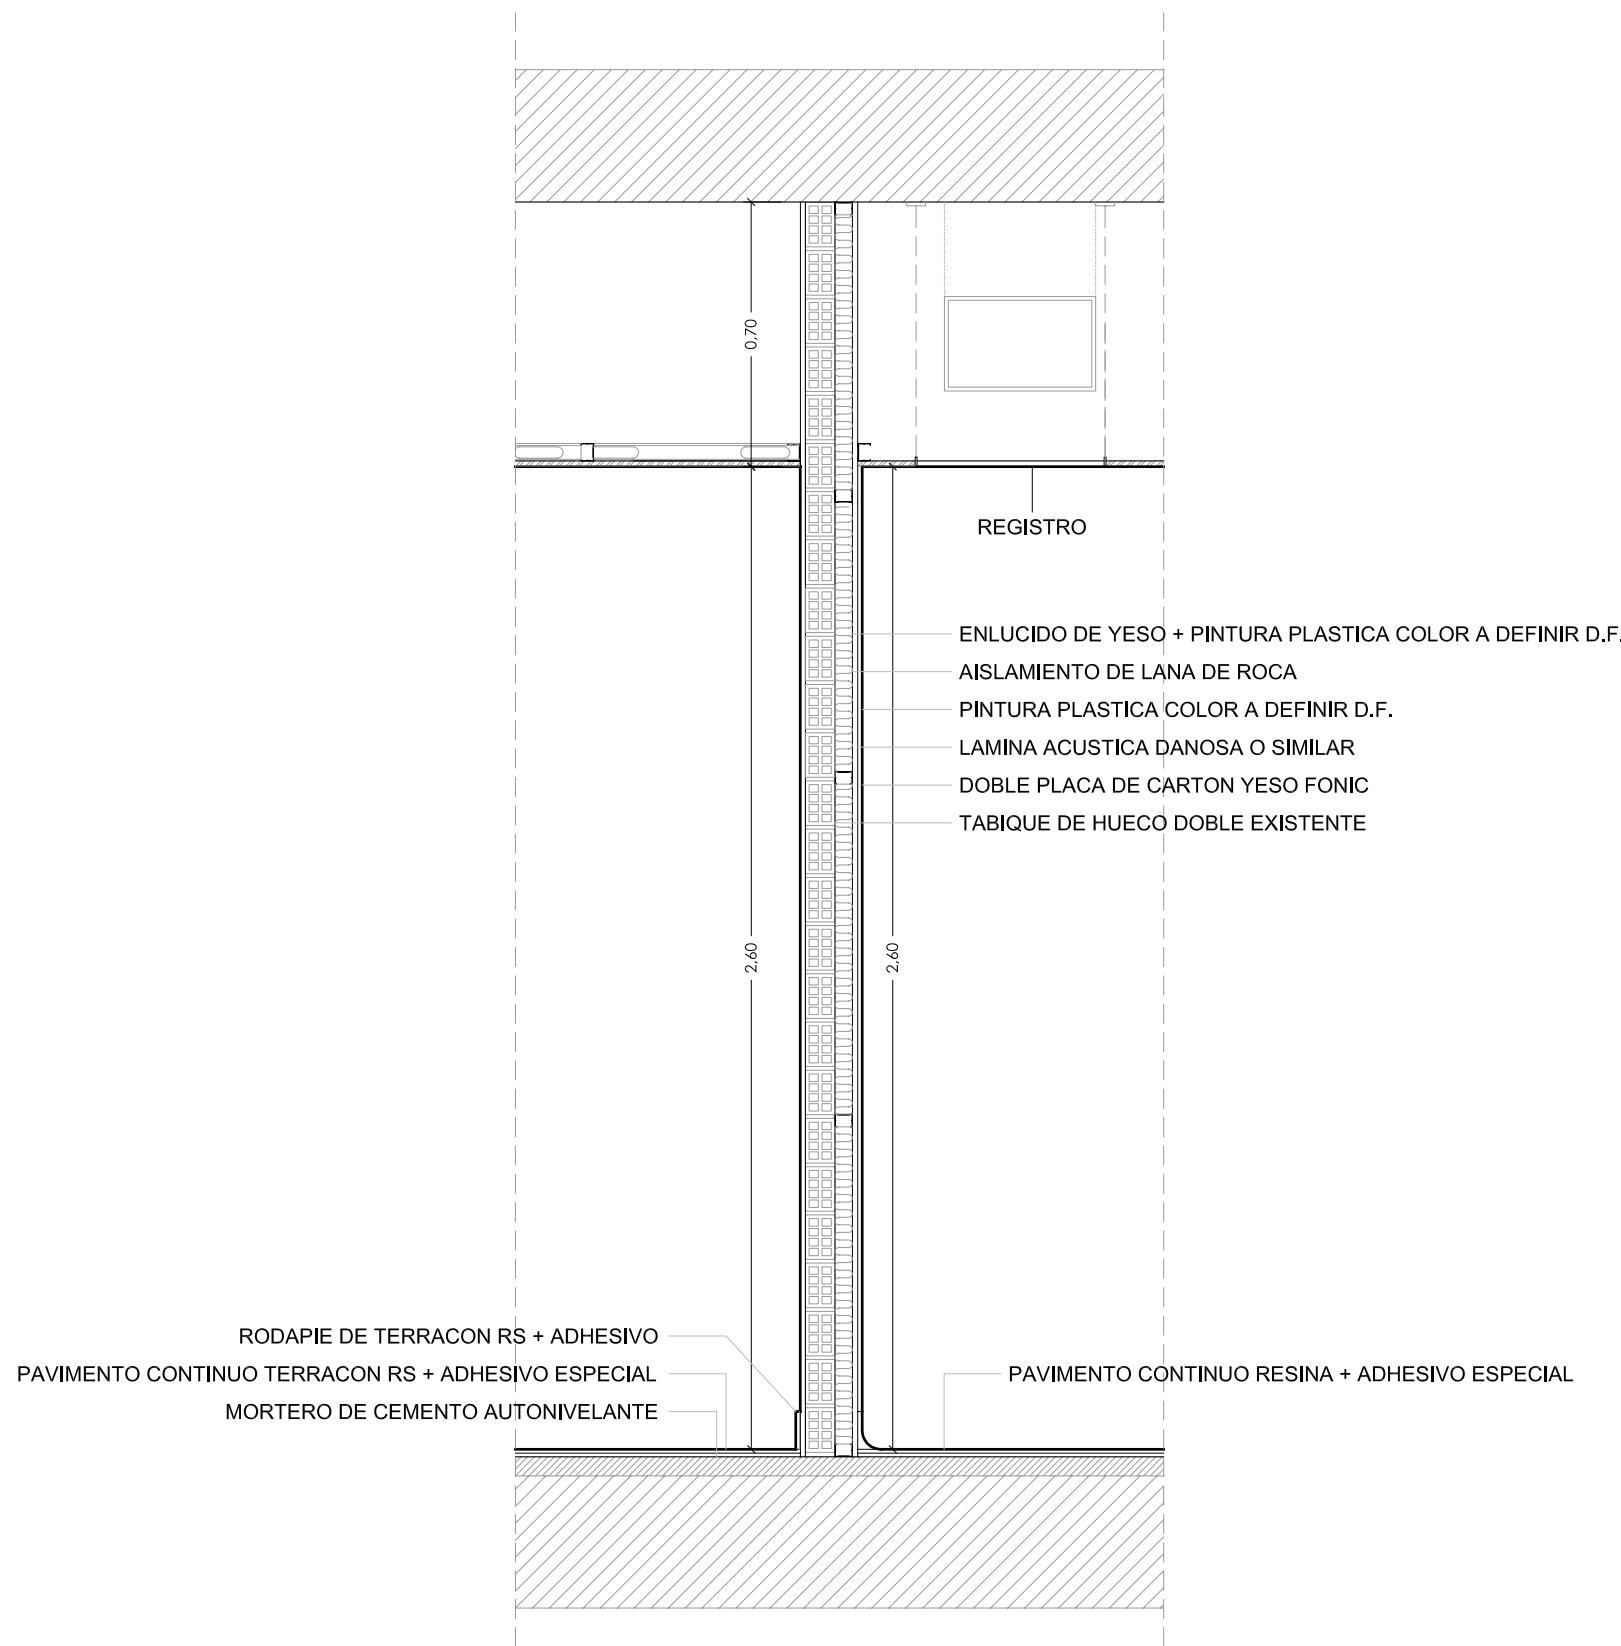 0,70
REGISTRO
ENLUCIDO DE YESO + PINTURA PLASTICA COLOR A DEFINIR D.F.
AISLAMIENTO DE LANA DE ROCA
PINTURA PLASTICA COLOR A DEFINIR D.F.
LAMINA ACUSTICA DANOSA O SIMILAR
DOBLE PLACA DE CARTON YESO FONIC
TABIQUE DE HUECO DOBLE EXISTENTE
2,60
2,60
RODAPIE DE TERRACON RS + ADHESIVO
PAVIMENTO CONTINUO TERRACON RS + ADHESIVO ESPECIAL
MORTERO DE CEMENTO AUTONIVELANTE
PAVIMENTO CONTINUO RESINA + ADHESIVO ESPECIAL